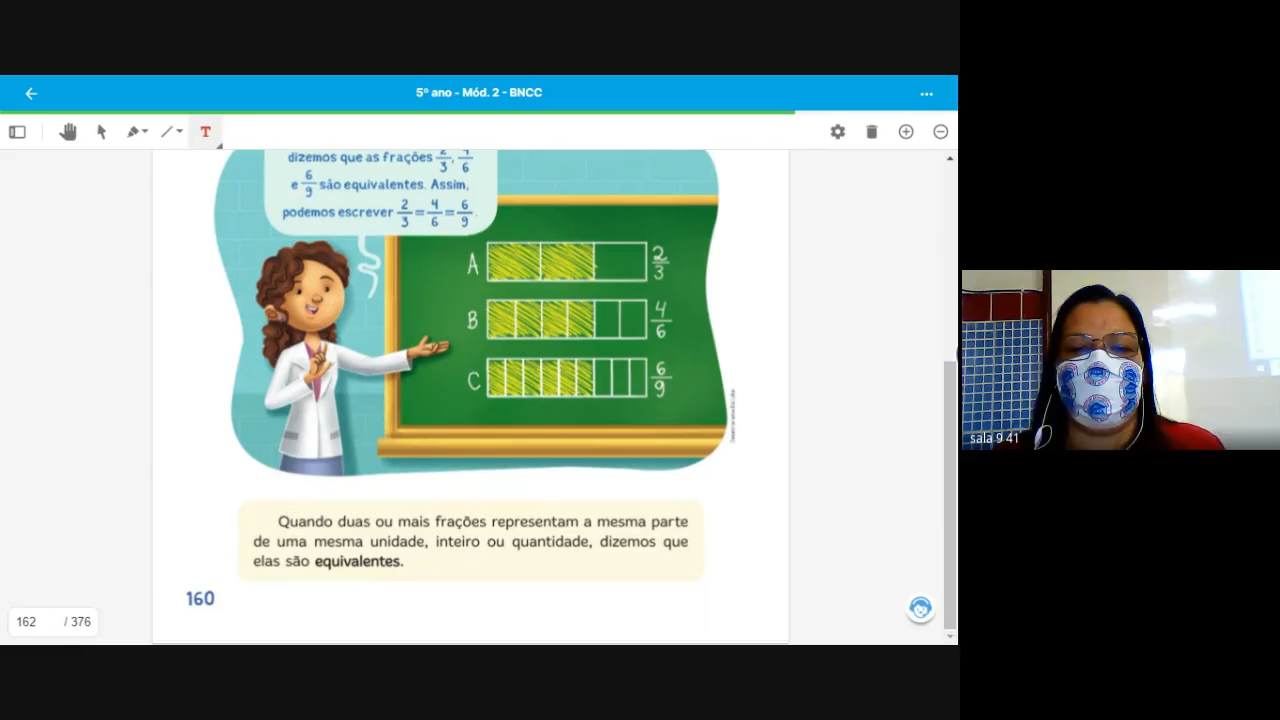 5º ano - Mód. 2 - BNCC
T
dizemos que as frações 2/3, 4/6
e 6/9 são equivalentes. Assim,
podemos escrever 2/3 = 4/6 = 6/9.
A 2/3
B 4/6
C 6/9
Quando duas ou mais frações representam a mesma parte
de uma mesma unidade, inteiro ou quantidade, dizemos que
elas são equivalentes.
160
162 / 376
sala 9 41